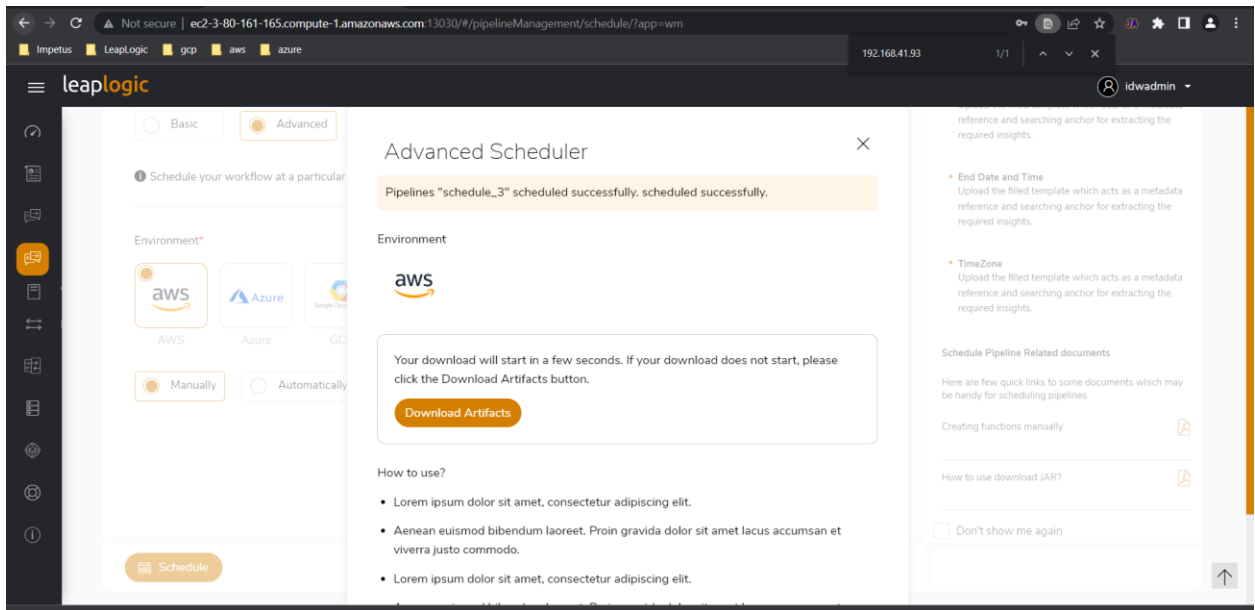 Not secure | ec2-3-80-161-165.compute-1.amazonaws.com:13030/#/pipelineManagement/schedule/?app=wm
JA
Impetus
LeapLogic
gcp
aws
azure
192.168.41.93
1/1
leaplogic
idwadmin
Basic
Advanced
Schedule your workflow at a particular
Environment*
aws
Azure
AWS
Azure
GC
Manually
Automatically
Schedule
Advanced Scheduler
Pipelines "schedule_3" scheduled successfully. scheduled successfully.
Environment
aws
Your download will start in a few seconds. If your download does not start, please
click the Download Artifacts button.
Download Artifacts
How to use?
• Lorem ipsum dolor sit amet, consectetur adipiscing elit.
• Aenean euismod bibendum laoreet. Proin gravida dolor sit amet lacus accumsan et
viverra justo commodo.
• Lorem ipsum dolor sit amet, consectetur adipiscing elit.
reference and searching anchor for extracting the
required insights.
• End Date and Time
Upload the filled template which acts as a metadata
reference and searching anchor for extracting the
required insights.
• TimeZone
Upload the filled template which acts as a metadata
reference and searching anchor for extracting the
required insights.
Schedule Pipeline Related documents
Here are few quick links to some documents which may
be handy for scheduling pipelines
Creating functions manually
How to use download JAR?
Don't show me again